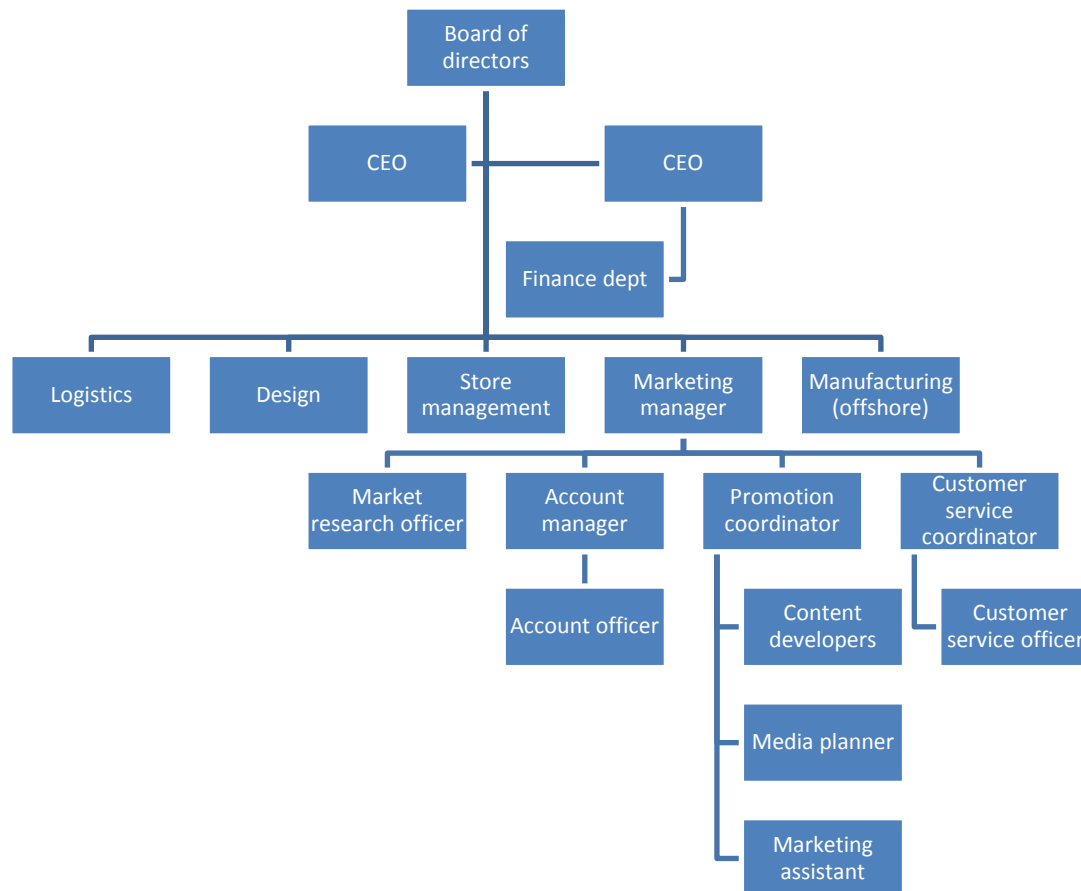 Board of
directors
CEO
CEO
Finance dept
Logistics
Design
Store
management
Marketing
manager
Manufacturing
(offshore)
Market
research officer
Account
manager
Promotion
coordinator
Customer
service
coordinator
Account officer
Content
developers
Customer
service officer
Media planner
Marketing
assistant